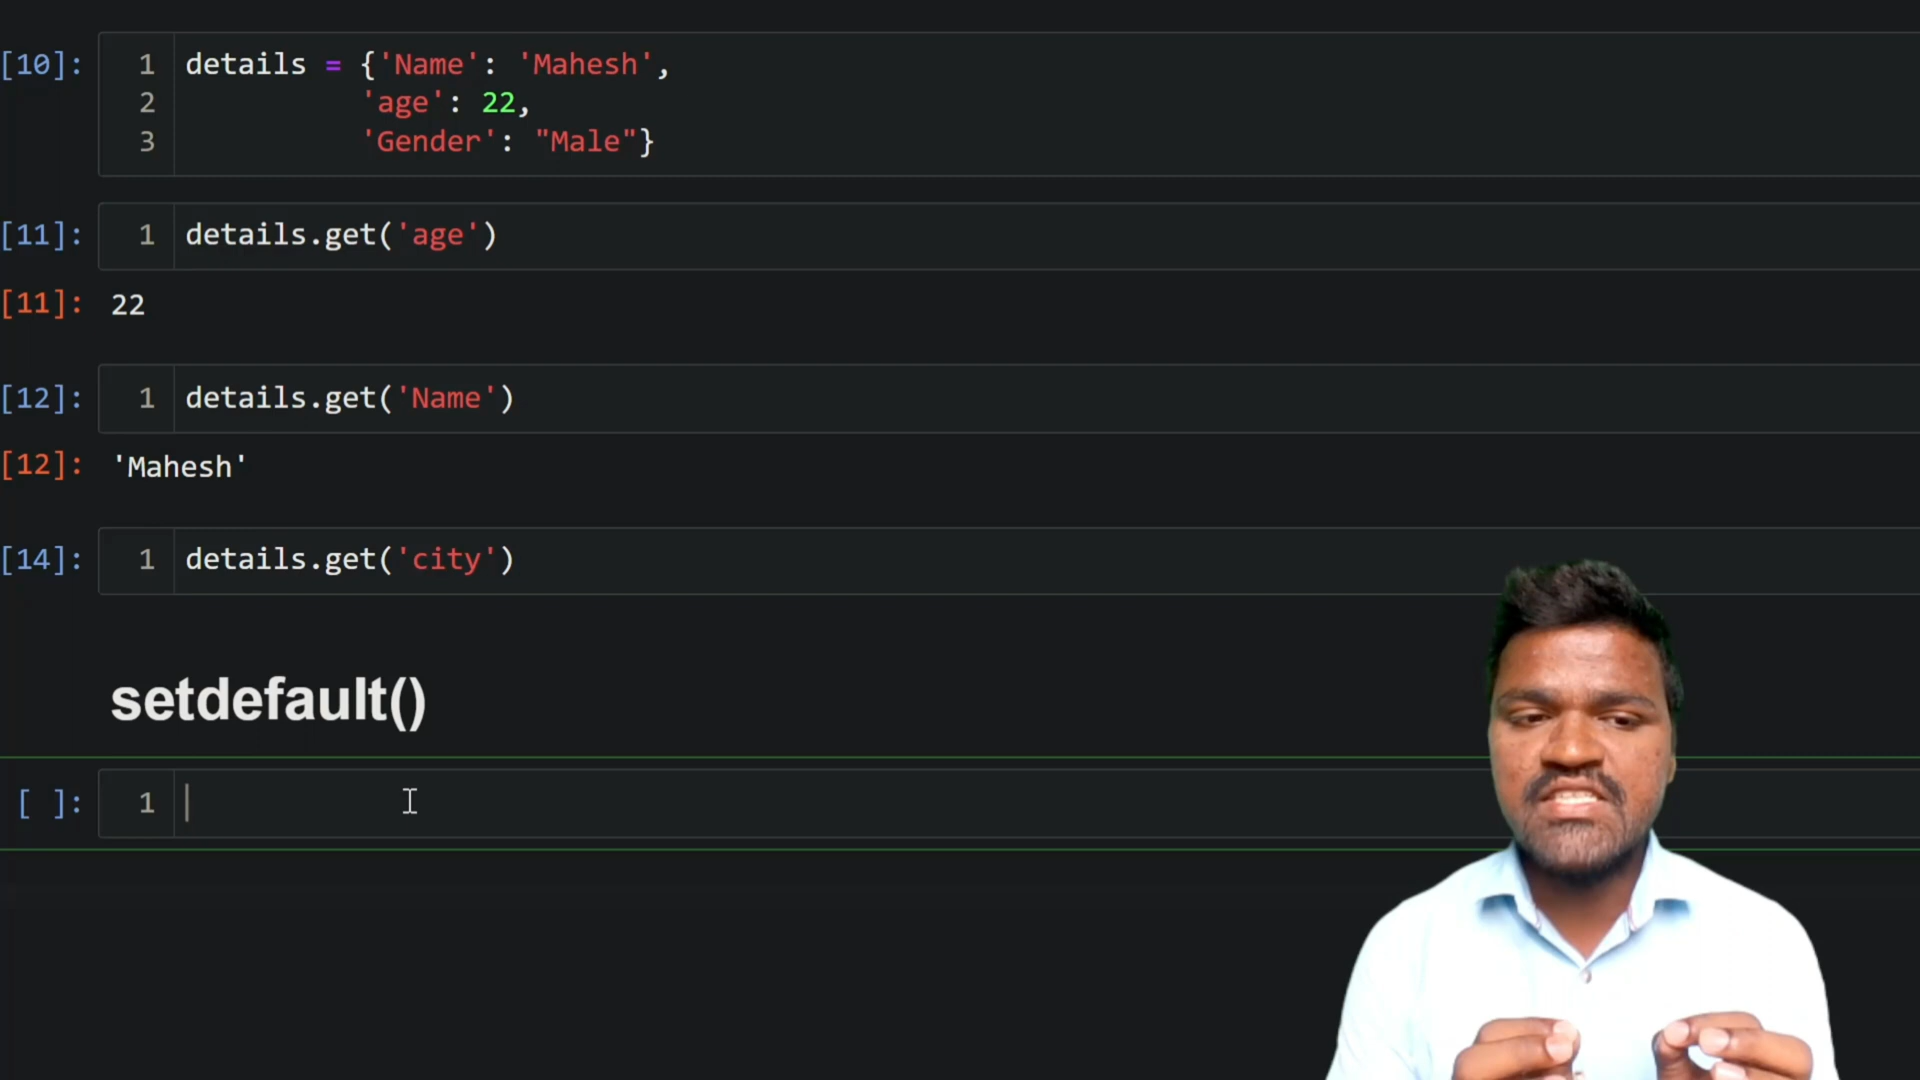 [10]: 1 details = {'Name': 'Mahesh',
2 'age': 22,
3 'Gender': "Male"}
[11]: 1 details.get('age')
[11]: 22
[12]: 1 details.get('Name')
[12]: 'Mahesh'
[14]: 1 details.get('city')
setdefault()
[ ]: 1